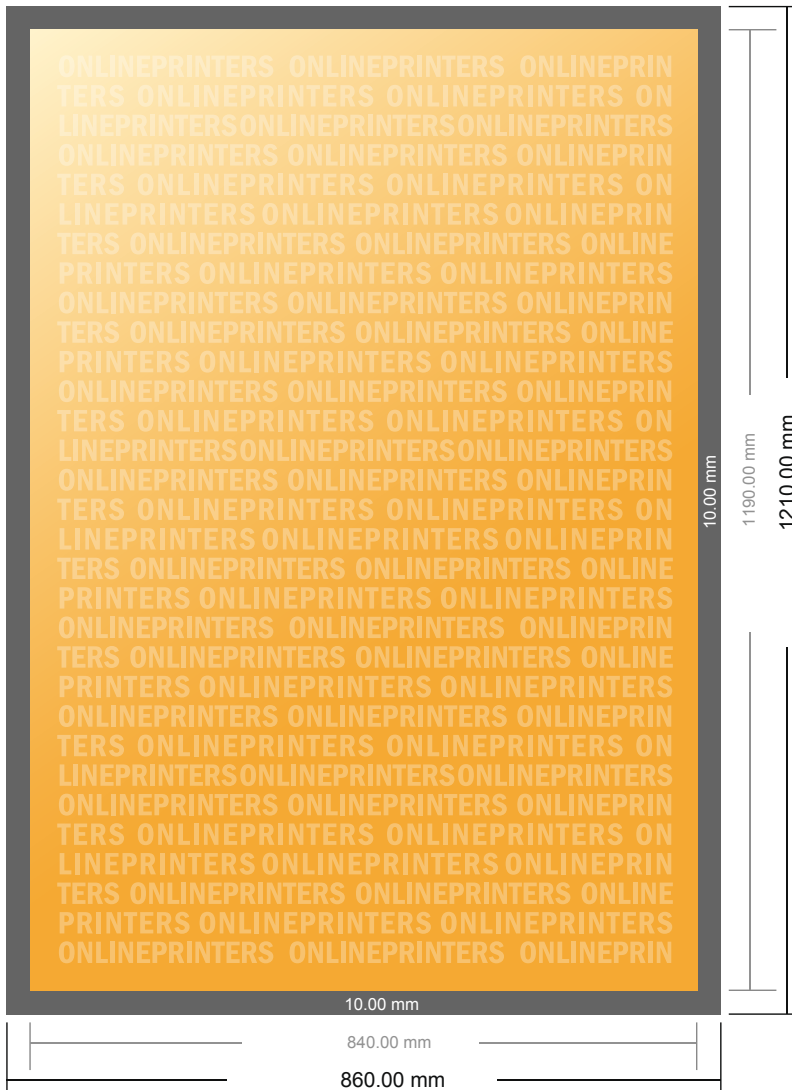 ONLINEPRINTERS ONLINEPRINTERS ONLINEPRIN
TERS ONLINEPRINTERS ONLINEPRINTERS ON
LINEPRINTERSONLINEPRINTERSONLINEPRINTERS
ONLINEPRINTERS ONLINEPRINTERS ONLINEPRIN
TERS ONLINEPRINTERS ONLINEPRINTERS ON
LINEPRINTERS ONLINEPRINTERS ONLINEPRIN
TERS ONLINEPRINTERS ONLINEPRINTERS ONLINE
PRINTERS ONLINEPRINTERS ONLINEPRINTERS
ONLINEPRINTERS ONLINEPRINTERS ONLINEPRIN
TERS ONLINEPRINTERS ONLINEPRINTERS ONLINE
PRINTERS ONLINEPRINTERS ONLINEPRINTERS
ONLINEPRINTERS ONLINEPRINTERS ONLINEPRIN
TERS ONLINEPRINTERS ONLINEPRINTERS ON
LINEPRINTERSONLINEPRINTERSONLINEPRINTERS
ONLINEPRINTERS ONLINEPRINTERS ONLINEPRIN
TERS ONLINEPRINTERS ONLINEPRINTERS ON
LINEPRINTERS ONLINEPRINTERS ONLINEPRIN
TERS ONLINEPRINTERS ONLINEPRINTERS ONLINE
PRINTERS ONLINEPRINTERS ONLINEPRINTERS
ONLINEPRINTERS ONLINEPRINTERS ONLINEPRIN
TERS ONLINEPRINTERS ONLINEPRINTERS ONLINE
PRINTERS ONLINEPRINTERS ONLINEPRINTERS
ONLINEPRINTERS ONLINEPRINTERS ONLINEPRIN
TERS ONLINEPRINTERS ONLINEPRINTERS ON
LINEPRINTERSONLINEPRINTERSONLINEPRINTERS
ONLINEPRINTERS ONLINEPRINTERS ONLINEPRIN
TERS ONLINEPRINTERS ONLINEPRINTERS ON
LINEPRINTERS ONLINEPRINTERS ONLINEPRIN
TERS ONLINEPRINTERS ONLINEPRINTERS ONLINE
PRINTERS ONLINEPRINTERS ONLINEPRINTERS
ONLINEPRINTERS ONLINEPRINTERS ONLINEPRIN
10.00 mm
1190.00 mm
1210.00 mm
10.00 mm
840.00 mm
860.00 mm